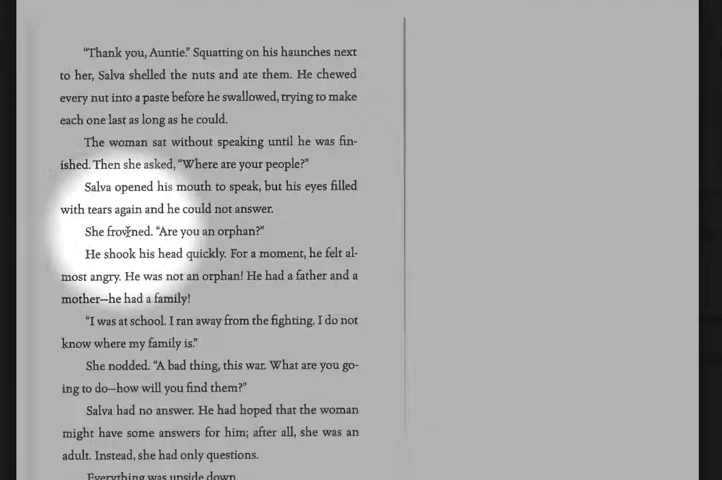 "Thank you, Auntie." Squatting on his haunches next
to her, Salva shelled the nuts and ate them. He chewed
every nut into a paste before he swallowed, trying to make
each one last as long as he could.
The woman sat without speaking until he was fin-
ished. Then she asked, "Where are your people?"
Salva opened his mouth to speak, but his eyes filled
with tears again and he could not answer.
She frowned. "Are you an orphan?"
He shook his head quickly. For a moment, he felt al-
most angry. He was not an orphan! He had a father and a
mother—he had a family!
"I was at school. I ran away from the fighting. I do not
know where my family is."
She nodded. "A bad thing, this war. What are you go-
ing to do—how will you find them?"
Salva had no answer. He had hoped that the woman
might have some answers for him; after all, she was an
adult. Instead, she had only questions.
Everything was upside down.